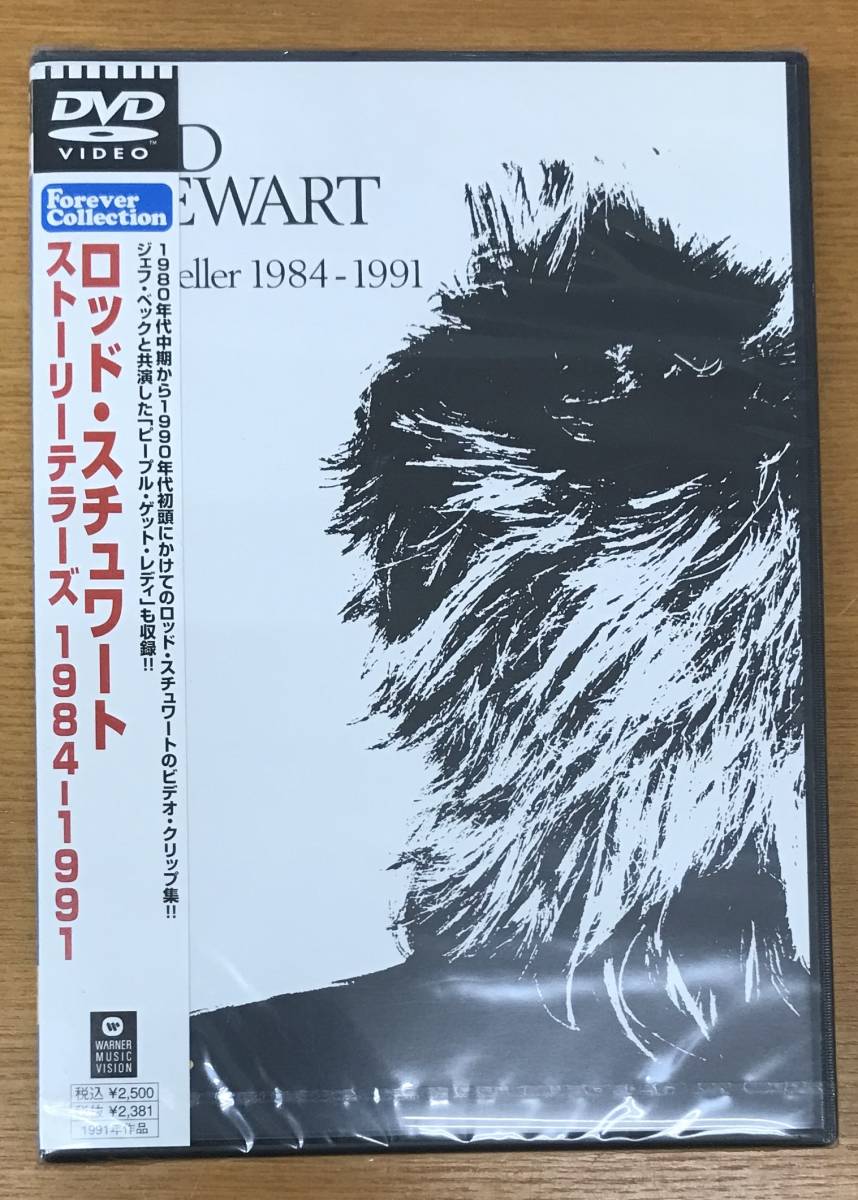 DVD
VIDEO™
Forever
Collection
D
EWART
eller 1984-1991
ロッド・スチュワート
ストーリーテラーズ 1984-1991
1980年代中期から1990年代初頭にかけてのロッド・スチュワートのビデオ・クリップ集!!
ジェフ・ベックと共演した「ピープル・ゲット・レディ」も収録!!
WARNER
MUSIC
VISION
税込 ¥2,500
税抜 ¥2,381
1991年作品